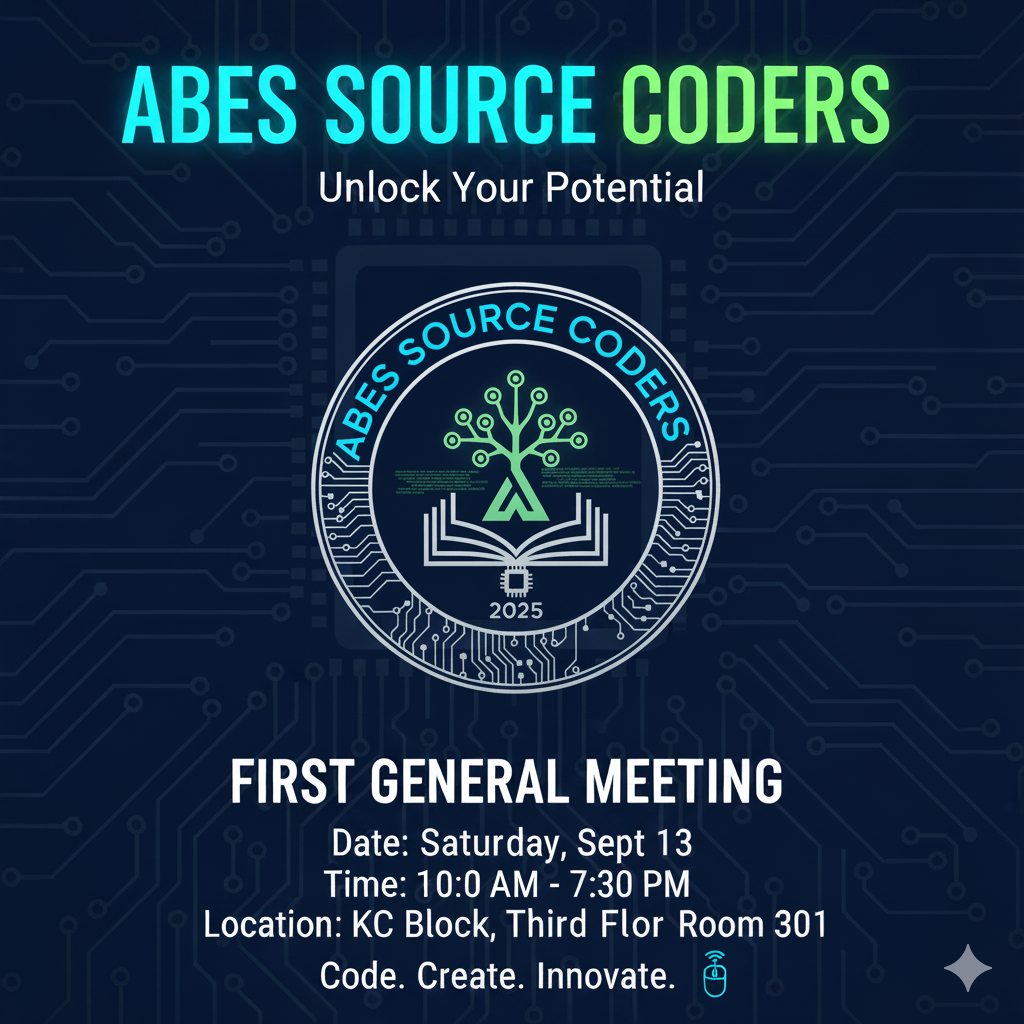 ABES SOURCE CODERS
Unlock Your Potential
ABES SOURCE CODERS
2025
FIRST GENERAL MEETING
Date: Saturday, Sept 13
Time: 10:0 AM - 7:30 PM
Location: KC Block, Third Flor Room 301
Code. Create. Innovate.